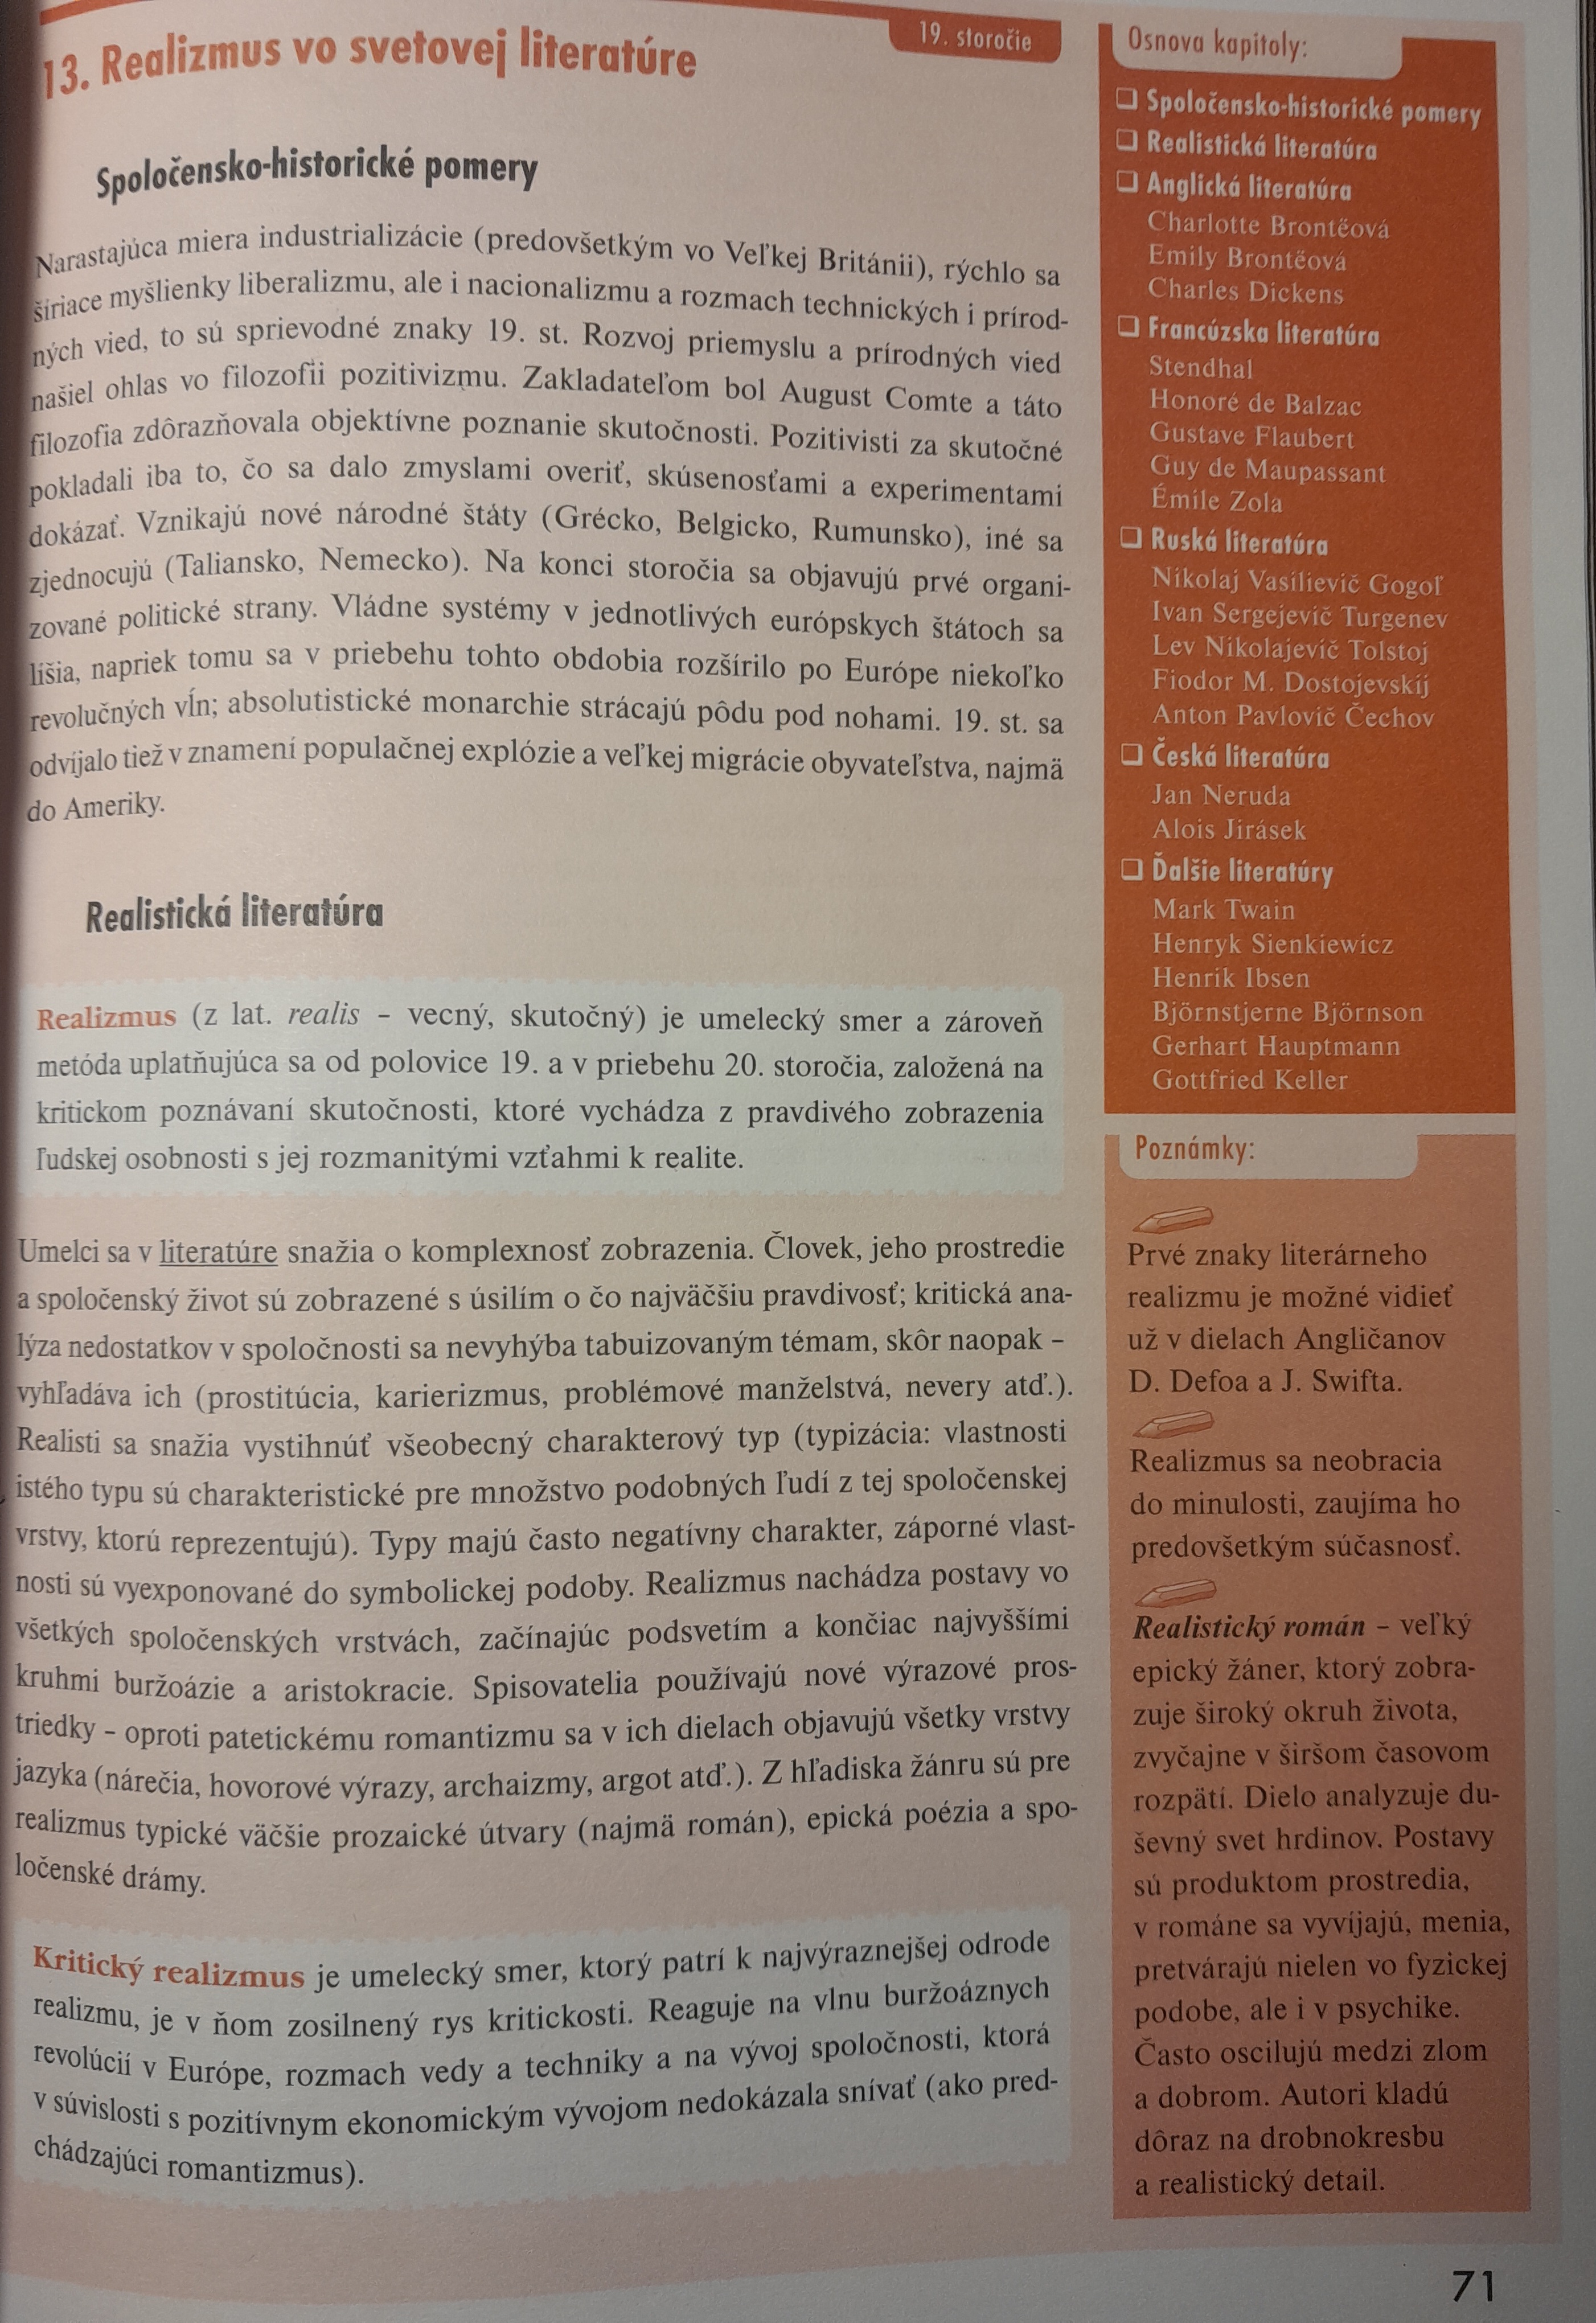 13. Realizmus vo svetovej literatúre
19. storočie
Spoločensko-historické pomery
Narastajúca miera industrializácie (predovšetkým vo Veľkej Británii), rýchlo sa
šíriace myšlienky liberalizmu, ale i nacionalizmu a rozmach technických i prírod-
ných vied, to sú sprievodné znaky 19. st. Rozvoj priemyslu a prírodných vied
našiel ohlas vo filozofii pozitivizmu. Zakladateľom bol August Comte a táto
filozofia zdôrazňovala objektívne poznanie skutočnosti. Pozitivisti za skutočné
pokladali iba to, čo sa dalo zmyslami overiť, skúsenosťami a experimentami
dokázať. Vznikajú nové národné štáty (Grécko, Belgicko, Rumunsko), iné sa
zjednocujú (Taliansko, Nemecko). Na konci storočia sa objavujú prvé organi-
zované politické strany. Vládne systémy v jednotlivých európskych štátoch sa
líšia, napriek tomu sa v priebehu tohto obdobia rozšírilo po Európe niekoľko
revolučných vĺn; absolutistické monarchie strácajú pôdu pod nohami. 19. st. sa
odvíjalo tiež v znamení populačnej explózie a veľkej migrácie obyvateľstva, najmä
do Ameriky.
Realistická literatúra
Realizmus (z lat. realis – vecný, skutočný) je umelecký smer a zároveň
metóda uplatňujúca sa od polovice 19. a v priebehu 20. storočia, založená na
kritickom poznávaní skutočnosti, ktoré vychádza z pravdivého zobrazenia
ľudskej osobnosti s jej rozmanitými vzťahmi k realite.
Umelci sa v literatúre snažia o komplexnosť zobrazenia. Človek, jeho prostredie
a spoločenský život sú zobrazené s úsilím o čo najväčšiu pravdivosť; kritická ana-
lýza nedostatkov v spoločnosti sa nevyhýba tabuizovaným témam, skôr naopak –
vyhľadáva ich (prostitúcia, karierizmus, problémové manželstvá, nevery atď.).
Realisti sa snažia vystihnúť všeobecný charakterový typ (typizácia: vlastnosti
istého typu sú charakteristické pre množstvo podobných ľudí z tej spoločenskej
vrstvy, ktorú reprezentujú). Typy majú často negatívny charakter, záporné vlast-
nosti sú vyexponované do symbolickej podoby. Realizmus nachádza postavy vo
všetkých spoločenských vrstvách, začínajúc podsvetím a končiac najvyššími
kruhmi buržoázie a aristokracie. Spisovatelia používajú nové výrazové pros-
triedky – oproti patetickému romantizmu sa v ich dielach objavujú všetky vrstvy
jazyka (nárečia, hovorové výrazy, archaizmy, argot atď.). Z hľadiska žánru sú pre
realizmus typické väčšie prozaické útvary (najmä román), epická poézia a spo-
ločenské drámy.
Kritický realizmus je umelecký smer, ktorý patrí k najvýraznejšej odrode
realizmu, je v ňom zosilnený rys kritickosti. Reaguje na vlnu buržoáznych
revolúcií v Európe, rozmach vedy a techniky a na vývoj spoločnosti, ktorá
v súvislosti s pozitívnym ekonomickým vývojom nedokázala snívať (ako pred-
chádzajúci romantizmus).
Osnova kapitoly:
❏ Spoločensko-historické pomery
❏ Realistická literatúra
❏ Anglická literatúra
Charlotte Brontëová
Emily Brontëová
Charles Dickens
❏ Francúzska literatúra
Stendhal
Honoré de Balzac
Gustave Flaubert
Guy de Maupassant
Émile Zola
❏ Ruská literatúra
Nikolaj Vasilievič Gogoľ
Ivan Sergejevič Turgenev
Lev Nikolajevič Tolstoj
Fiodor M. Dostojevskij
Anton Pavlovič Čechov
❏ Česká literatúra
Jan Neruda
Alois Jirásek
❏ Ďalšie literatúry
Mark Twain
Henryk Sienkiewicz
Henrik Ibsen
Björnstjerne Björnson
Gerhart Hauptmann
Gottfried Keller
Poznámky:
Prvé znaky literárneho
realizmu je možné vidieť
už v dielach Angličanov
D. Defoa a J. Swifta.
Realizmus sa neobracia
do minulosti, zaujíma ho
predovšetkým súčasnosť.
Realistický román – veľký
epický žáner, ktorý zobra-
zuje široký okruh života,
zvyčajne v širšom časovom
rozpätí. Dielo analyzuje du-
ševný svet hrdinov. Postavy
sú produktom prostredia,
v románe sa vyvíjajú, menia,
pretvárajú nielen vo fyzickej
podobe, ale i v psychike.
Často oscilujú medzi zlom
a dobrom. Autori kladú
dôraz na drobnokresbu
a realistický detail.
71